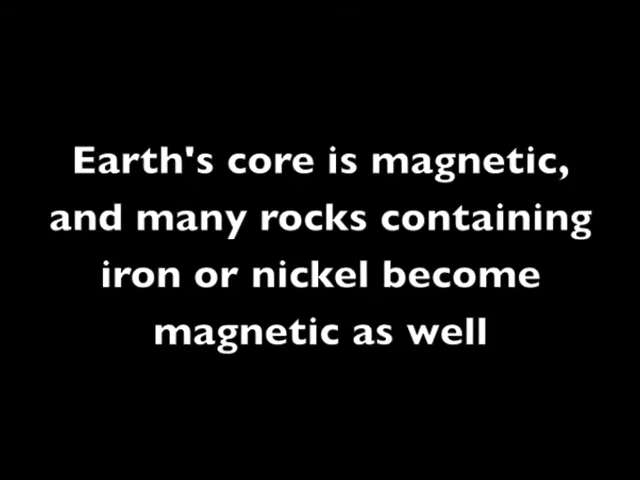 Earth's core is magnetic,
and many rocks containing
iron or nickel become
magnetic as well